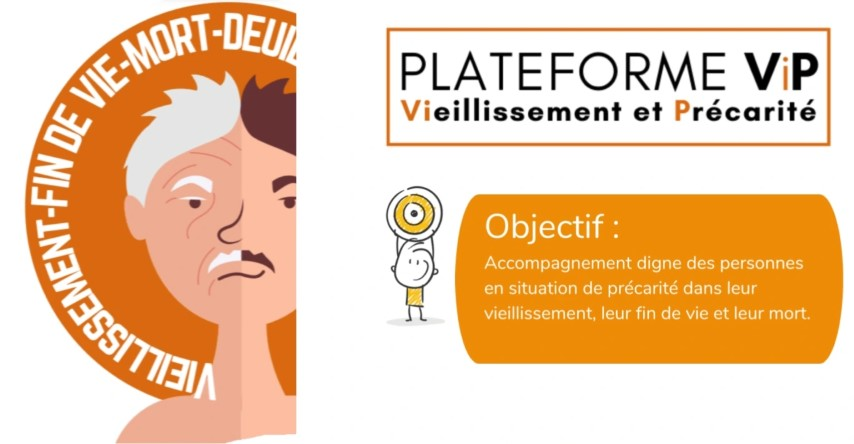 VIEILLISSEMENT-FIN DE VIE-MORT-DEUIL
PLATEFORME ViP
Vieillissement et Précarité
Objectif :
Accompagnement digne des personnes
en situation de précarité dans leur
vieillissement, leur fin de vie et leur mort.